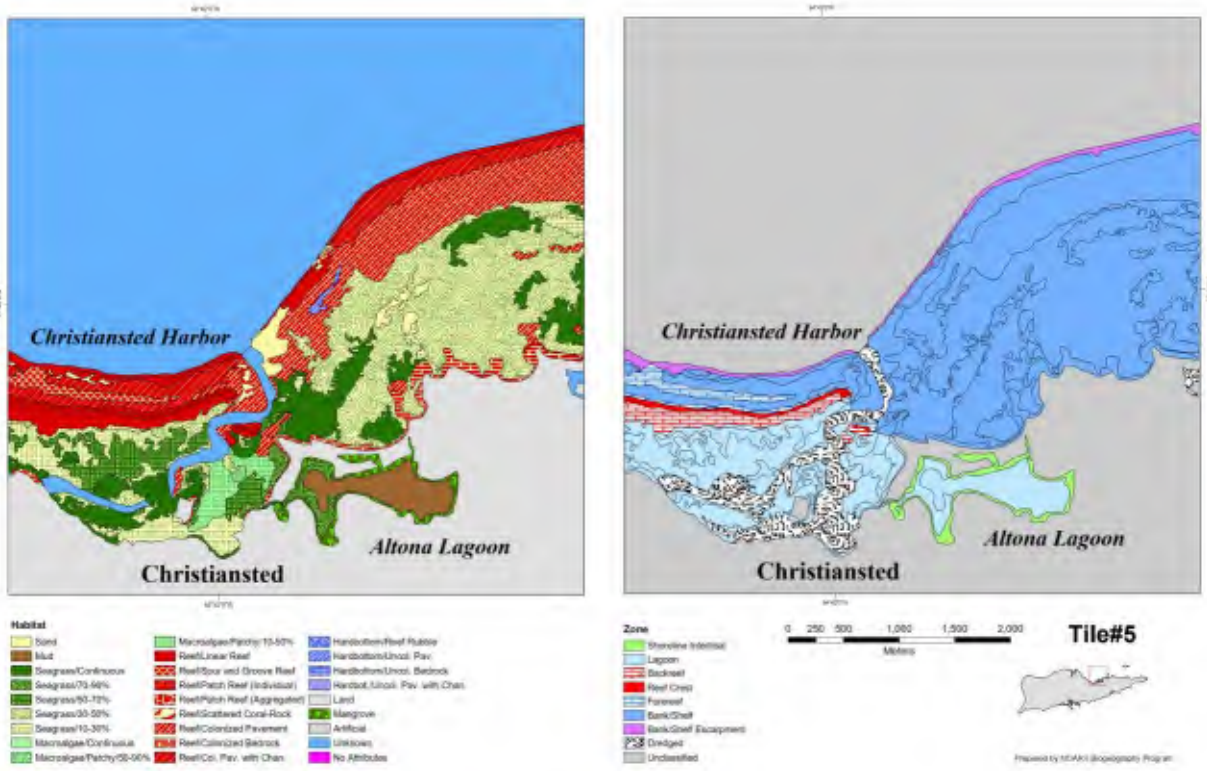 Christiansted Harbor
Altona Lagoon
Christiansted
Habitat
Sand
Mud
Seagrass/Continuous
Seagrass/70-90%
Seagrass/50-70%
Seagrass/30-50%
Seagrass/10-30%
Macroalgae/Continuous
Macroalgae/Patchy/50-90%
Macroalgae/Patchy/10-50%
Reef/Linear Reef
Reef/Spur and Groove Reef
Reef/Patch Reef (Individual)
Reef/Patch Reef (Aggregated)
Reef/Scattered Coral-Rock
Reef/Colonized Pavement
Reef/Colonized Bedrock
Reef/Col. Pav. with Chan.
Hardbottom/Reef Rubble
Hardbottom/Uncol. Pav.
Hardbottom/Uncol. Bedrock
Hardbot./Uncol. Pav. with Chan.
Land
Mangrove
Artificial
Unknown
No Attributes
Christiansted Harbor
Altona Lagoon
Christiansted
Zone
Shoreline Intertidal
Lagoon
Backreef
Reef Crest
Forereef
Bank/Shelf
Bank/Shelf Escarpment
Dredged
Unclassified
0 250 500 1,000 1,500 2,000
Meters
Tile#5
Prepared by NOAA's Biogeography Program